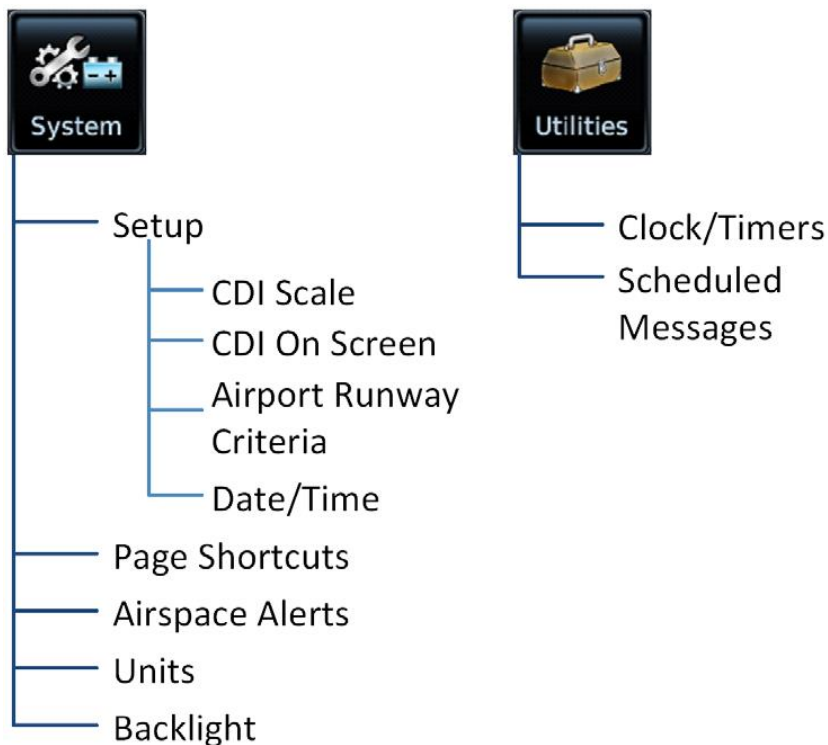 System
Setup
CDI Scale
CDI On Screen
Airport Runway
Criteria
Date/Time
Page Shortcuts
Airspace Alerts
Units
Backlight
Utilities
Clock/Timers
Scheduled
Messages